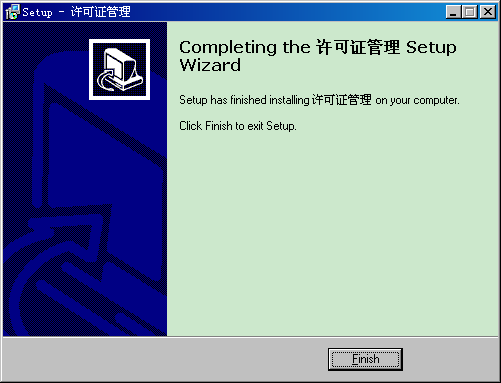 Setup - 许可证管理
Completing the 许可证管理 Setup
Wizard
Setup has finished installing 许可证管理 on your computer.
Click Finish to exit Setup.
Finish